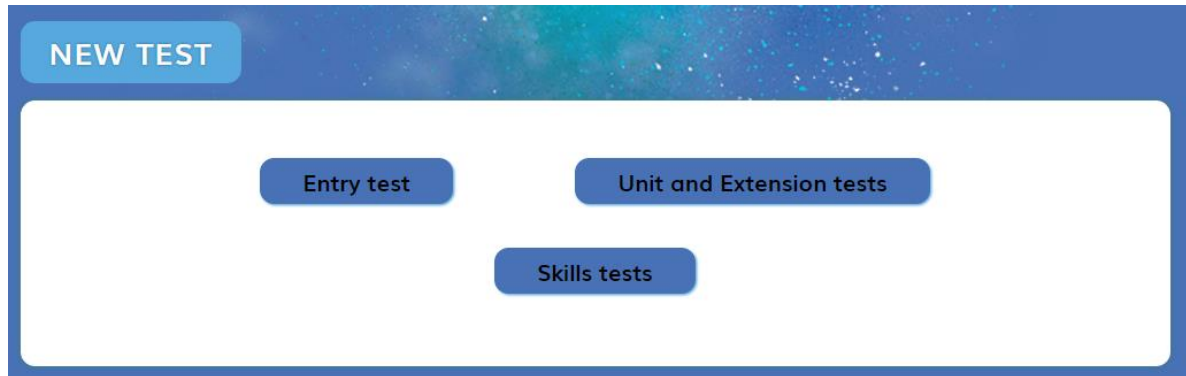 NEW TEST
Entry test
Unit and Extension tests
Skills tests